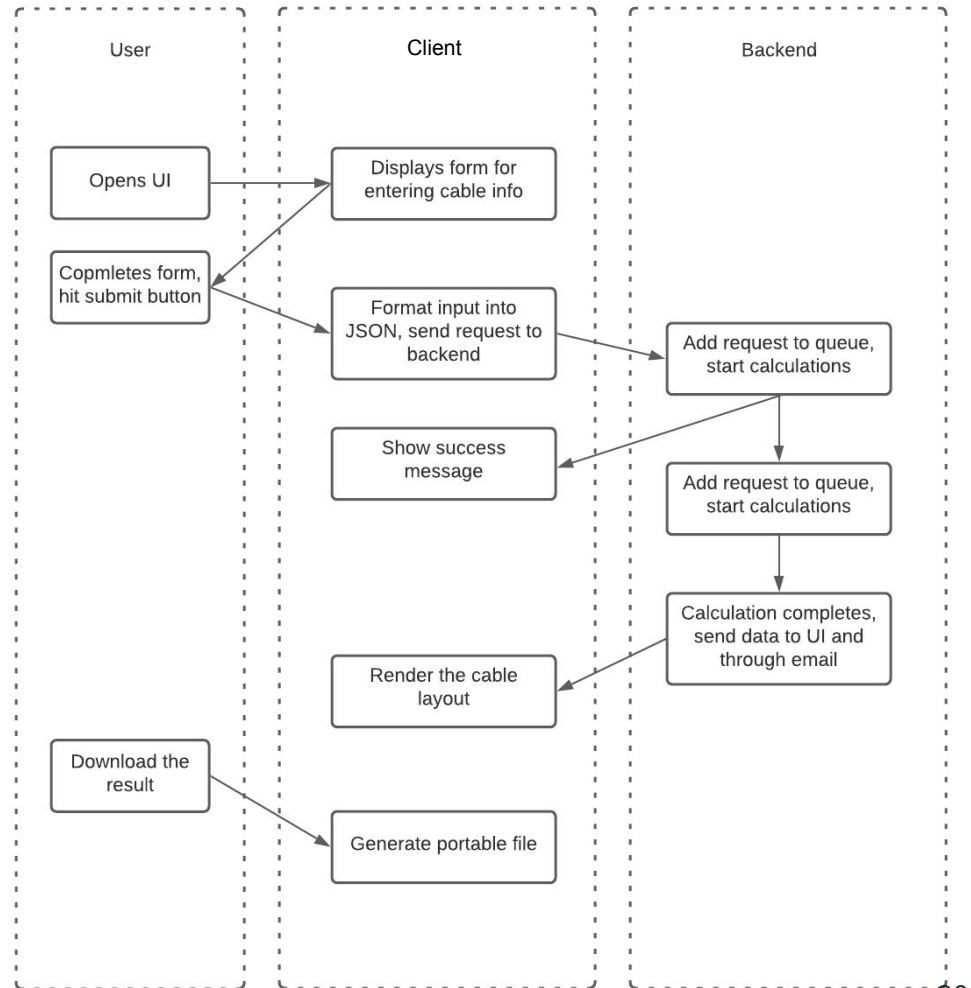 User
Client
Backend
Opens UI
Displays form for
entering cable info
Copmletes form,
hit submit button
Format input into
JSON, send request to
backend
Add request to queue,
start calculations
Show success
message
Add request to queue,
start calculations
Calculation completes,
send data to UI and
through email
Render the cable
layout
Download the
result
Generate portable file